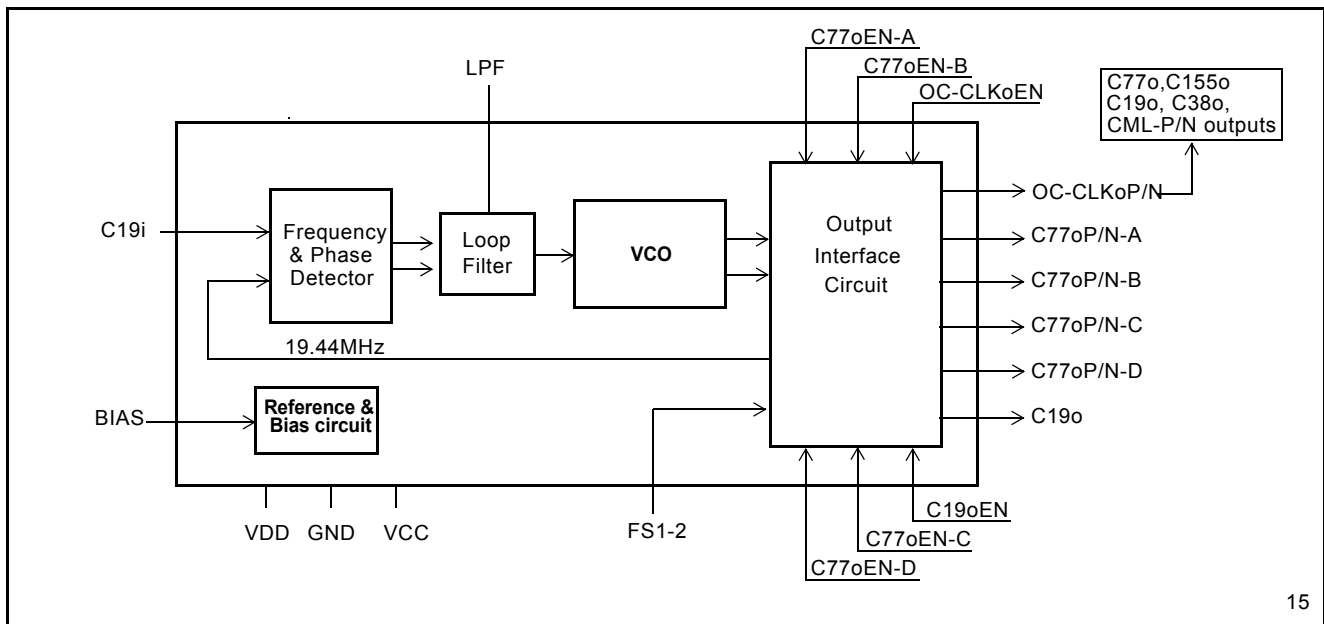 C77oEN-A
C77oEN-B
OC-CLKoEN
LPF
C77o,C155o
C19o, C38o,
CML-P/N outputs
C19i
Frequency
& Phase
Detector
Loop
Filter
VCO
Output
Interface
Circuit
OC-CLKoP/N
C77oP/N-A
C77oP/N-B
C77oP/N-C
C77oP/N-D
C19o
19.44MHz
BIAS
Reference &
Bias circuit
VDD
GND
VCC
FS1-2
C19oEN
C77oEN-C
C77oEN-D
15